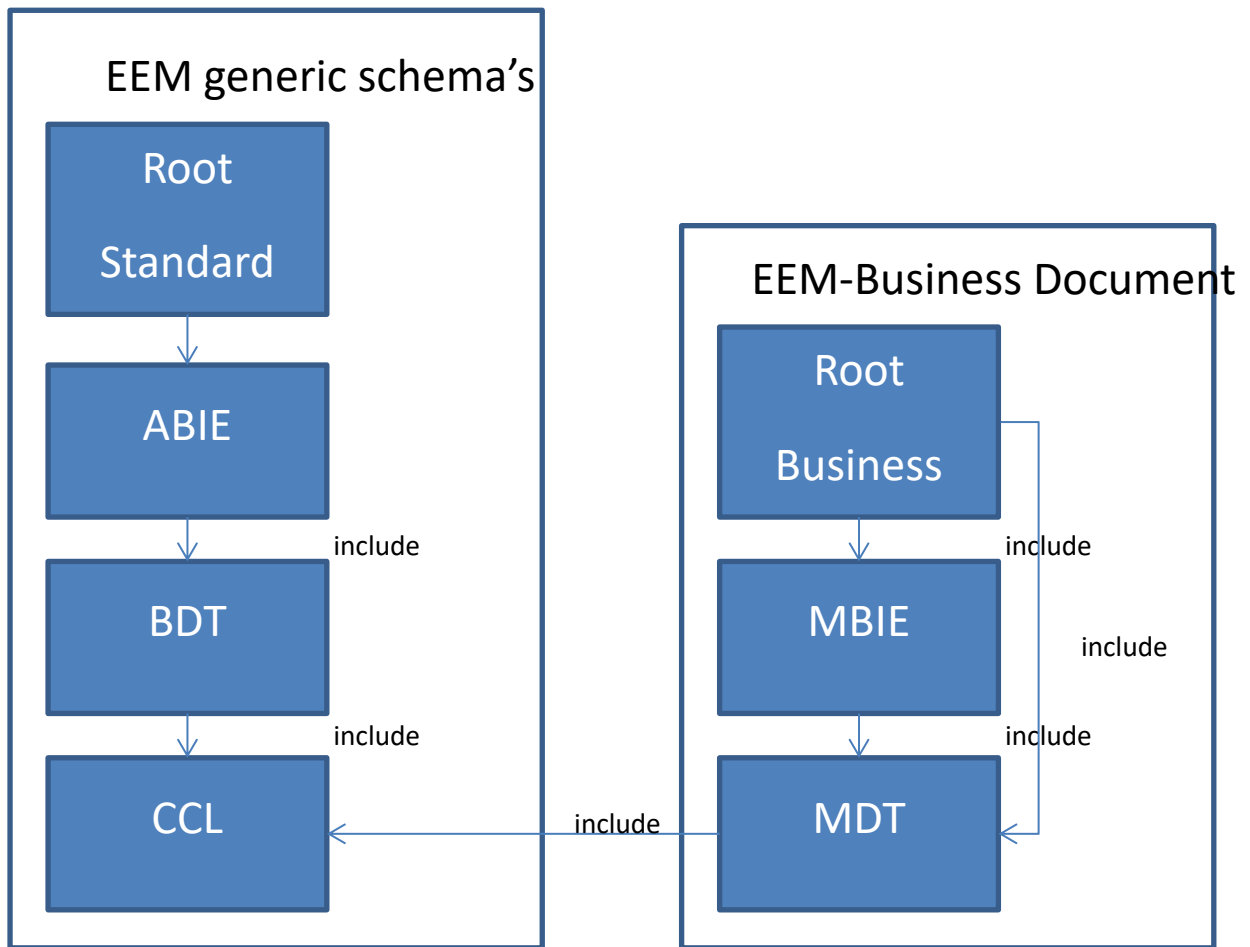 EEM generic schema’s
Root
Standard
ABIE
include
BDT
include
CCL
include
EEM-Business Document
Root
Business
include
MBIE
include
include
MDT